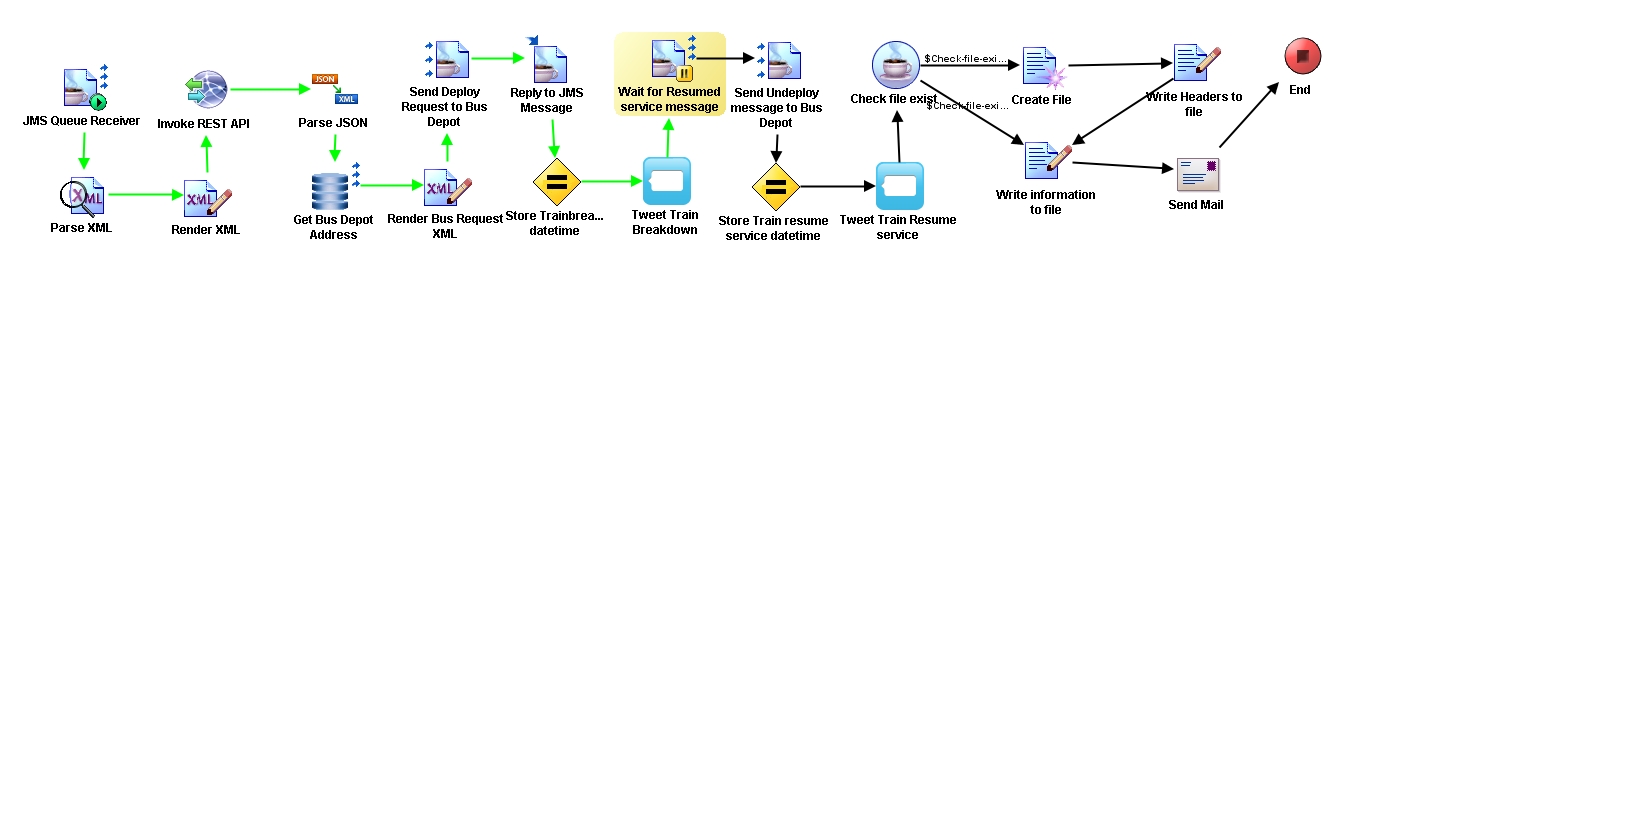 JMS Queue Receiver
Parse XML
Invoke REST API
Render XML
JSON
XML
Parse JSON
Get Bus Depot
Address
Send Deploy
Request to Bus
Depot
XML
Render Bus Request
XML
Reply to JMS
Message
Store Trainbrea...
datetime
Wait for Resumed
service message
Tweet Train
Breakdown
Send Undeploy
message to Bus
Depot
Store Train resume
service datetime
Check file exist
Tweet Train Resume
service
$Check-file-exi...
$Check-file-exi...
Create File
Write Headers to
file
Write information
to file
Send Mail
End
XML
XML